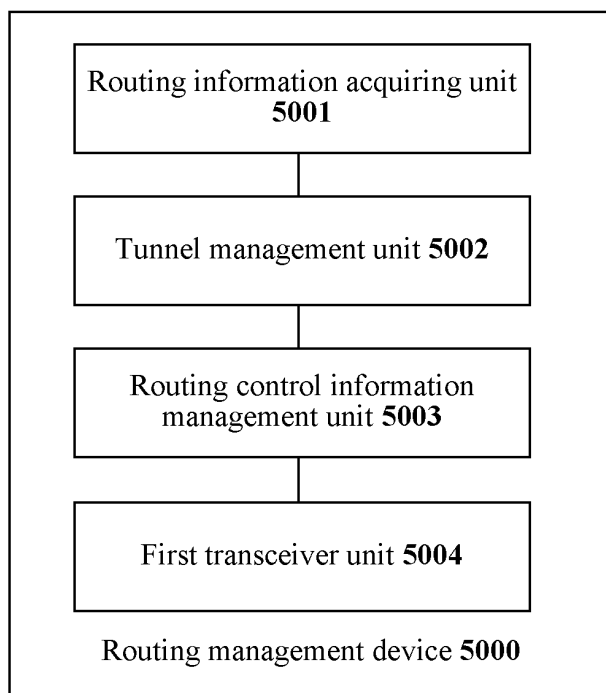 Routing information acquiring unit
5001
Tunnel management unit 5002
Routing control information
management unit 5003
First transceiver unit 5004
Routing management device 5000